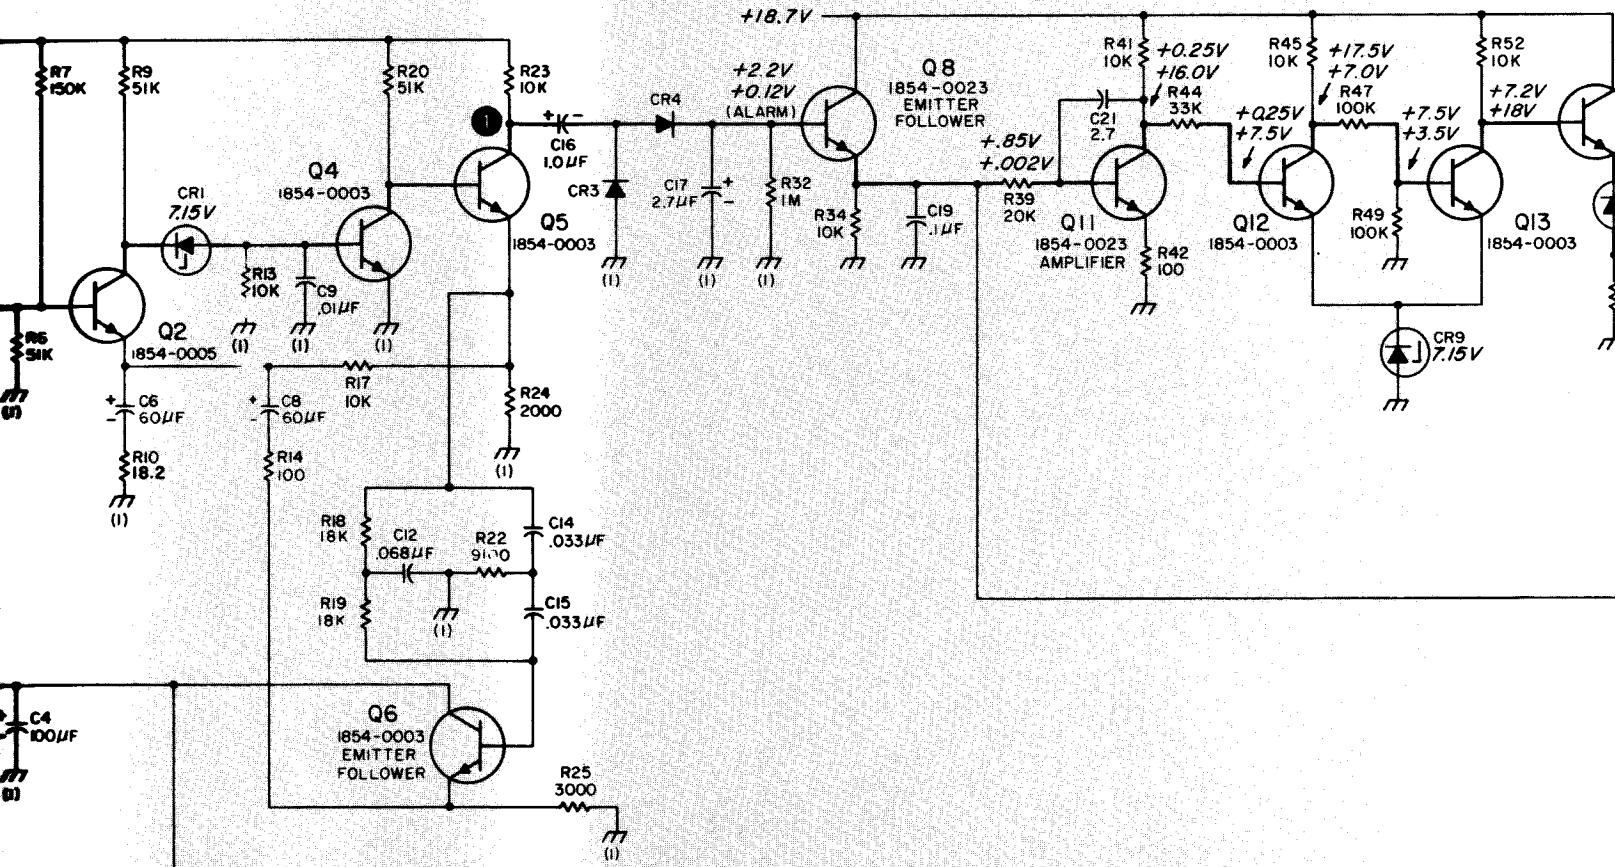 +18.7V
R7
150K
R9
51K
R20
51K
R23
10K
1
+ -
C16
1.0µF
CR4
+2.2V
+0.12V
(ALARM)
Q8
1854-0023
EMITTER
FOLLOWER
R41
10K
+0.25V
+16.0V
R44
33K
R45
10K
+17.5V
+7.0V
R47
100K
R52
10K
+7.2V
+18V
C21
2.7
+0.25V
+7.5V
+7.5V
+3.5V
+.85V
+.002V
Q4
1854-0003
CR1
7.15V
Q5
1854-0003
CR3
C17
2.7µF
+
-
R32
1M
R34
10K
C19
.1µF
R39
20K
Q11
1854-0023
AMPLIFIER
R42
100
Q12
1854-0003
R49
100K
Q13
1854-0003
R13
10K
C9
.01µF
(1)
(1)
(1)
(1)
(1)
(1)
Q2
1854-0005
R6
51K
(1)
CR9
7.15V
+
-
C6
60µF
+
-
C8
60µF
R17
10K
R24
2000
(1)
R10
18.2
(1)
R14
100
R18
18K
C12
.068µF
R22
9100
C14
.033µF
R19
18K
(1)
C15
.033µF
+
-
C4
100µF
(1)
Q6
1854-0003
EMITTER
FOLLOWER
R25
3000
(1)